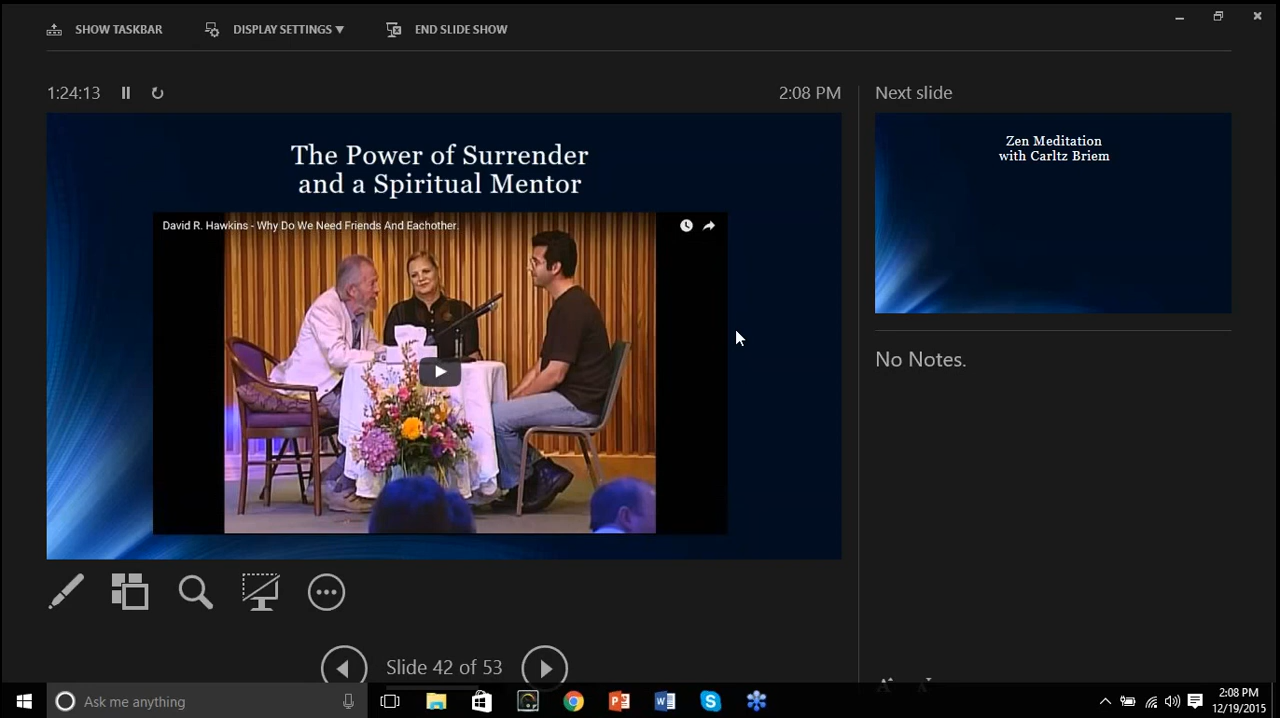 SHOW TASKBAR
DISPLAY SETTINGS ▼
END SLIDE SHOW
1:24:13
2:08 PM
The Power of Surrender
and a Spiritual Mentor
David R. Hawkins - Why Do We Need Friends And Eachother.
Next slide
Zen Meditation
with Carltz Briem
No Notes.
Slide 42 of 53
Ask me anything
2:08 PM
12/19/2015